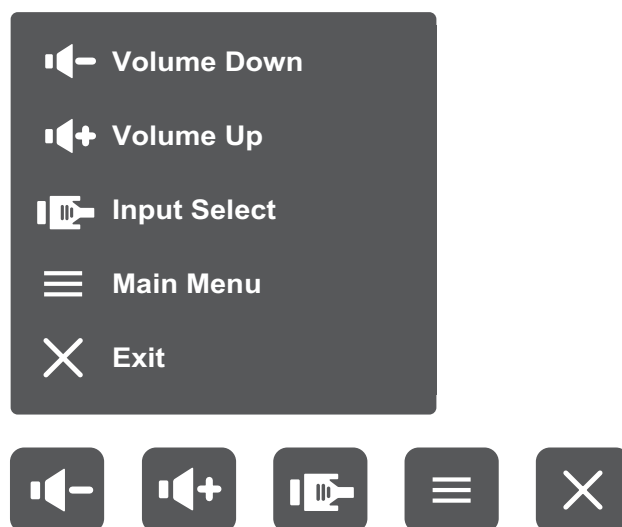 Volume Down
Volume Up
Input Select
Main Menu
Exit